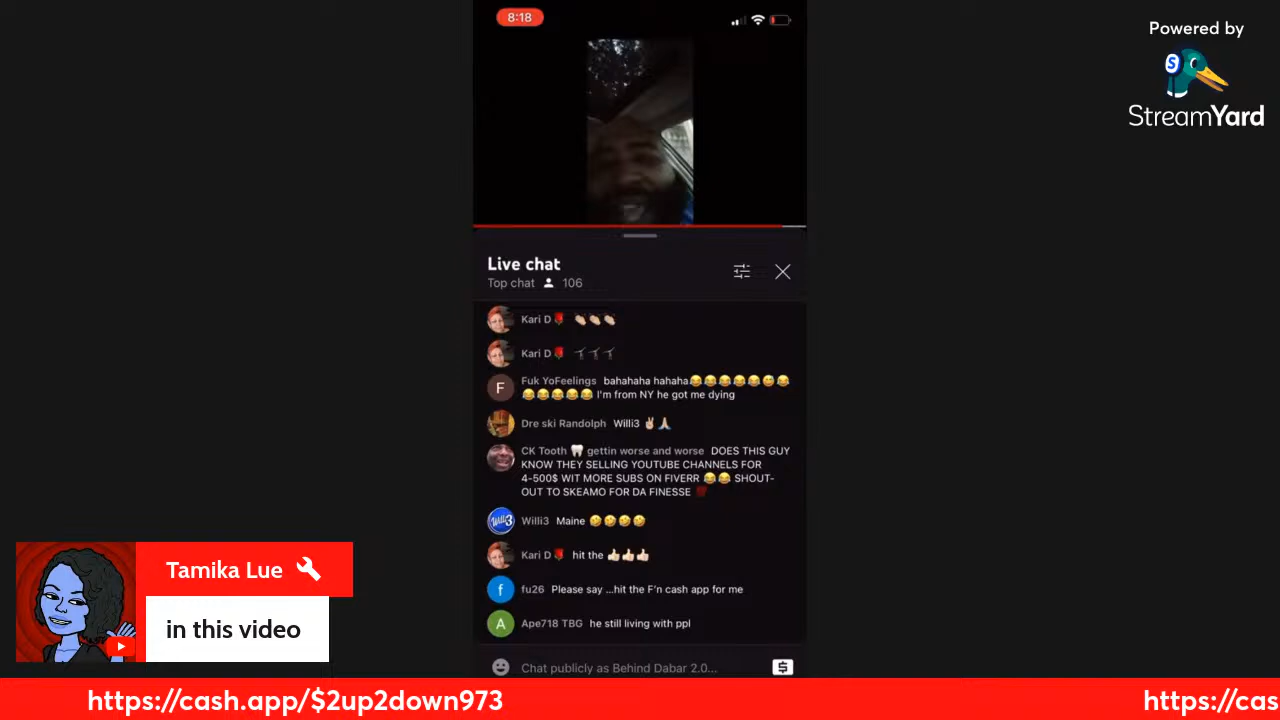 8:18
Powered by
S
StreamYard
Live chat
Top chat 106
Kari D🌹 👏🏻👏🏻👏🏻
Kari D🌹
F
Fuk YoFeelings bahahaha hahaha😂😂😂😂😂😜😂
😂😂😂😂😂 I'm from NY he got me dying
Dre ski Randolph Willi3 ✌🏻🙏🏼
CK Tooth 🦷 gettin worse and worse DOES THIS GUY
KNOW THEY SELLING YOUTUBE CHANNELS FOR
4-500$ WIT MORE SUBS ON FIVERR 😂😂 SHOUT-
OUT TO SKEAMO FOR DA FINESSE
Willi3
Willi3 Maine 🤣🤣🤣🤣
Kari D🌹 hit the 👍🏻👍🏻👍🏻
f
fu26 Please say ...hit the F'n cash app for me
A
Ape718 TBG he still living with ppl
Chat publicly as Behind Dabar 2.0...
$
Tamika Lue
in this video
https://cash.app/$2up2down973
https://cas